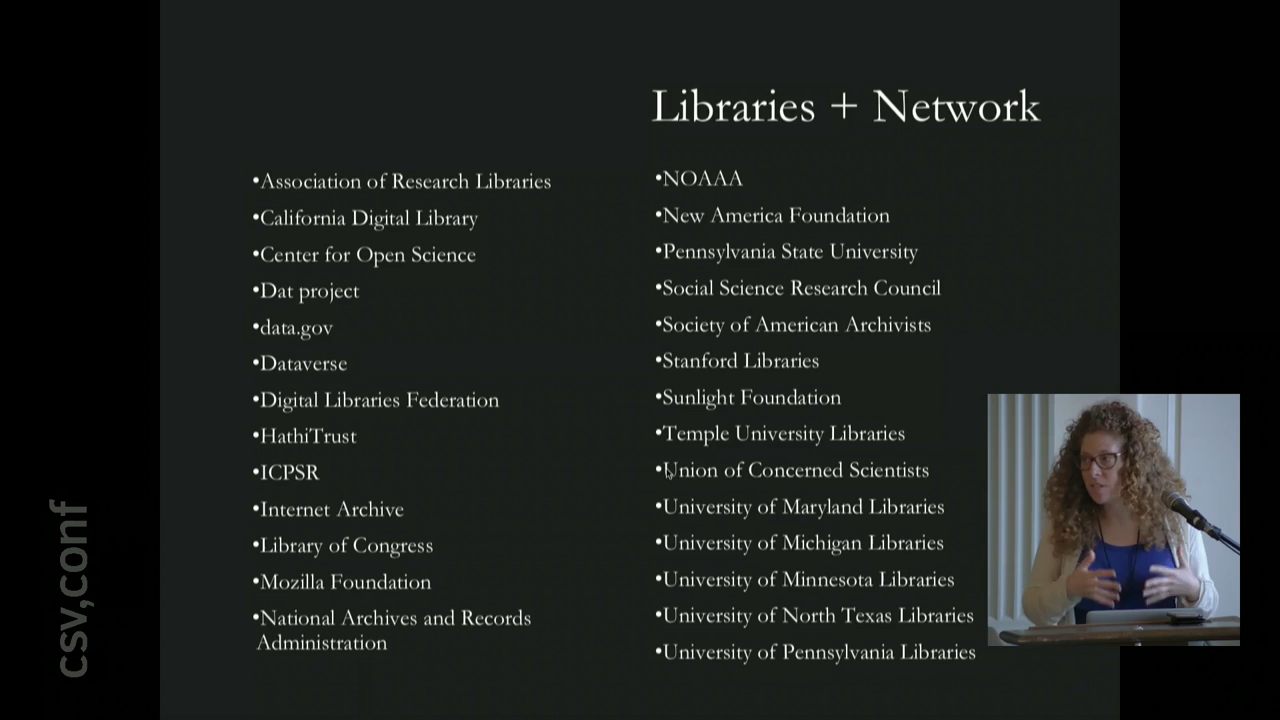 Libraries + Network
•Association of Research Libraries
•California Digital Library
•Center for Open Science
•Dat project
•data.gov
•Dataverse
•Digital Libraries Federation
•HathiTrust
•ICPSR
•Internet Archive
•Library of Congress
•Mozilla Foundation
•National Archives and Records
Administration
•NOAAA
•New America Foundation
•Pennsylvania State University
•Social Science Research Council
•Society of American Archivists
•Stanford Libraries
•Sunlight Foundation
•Temple University Libraries
•Union of Concerned Scientists
•University of Maryland Libraries
•University of Michigan Libraries
•University of Minnesota Libraries
•University of North Texas Libraries
•University of Pennsylvania Libraries
csv,conf